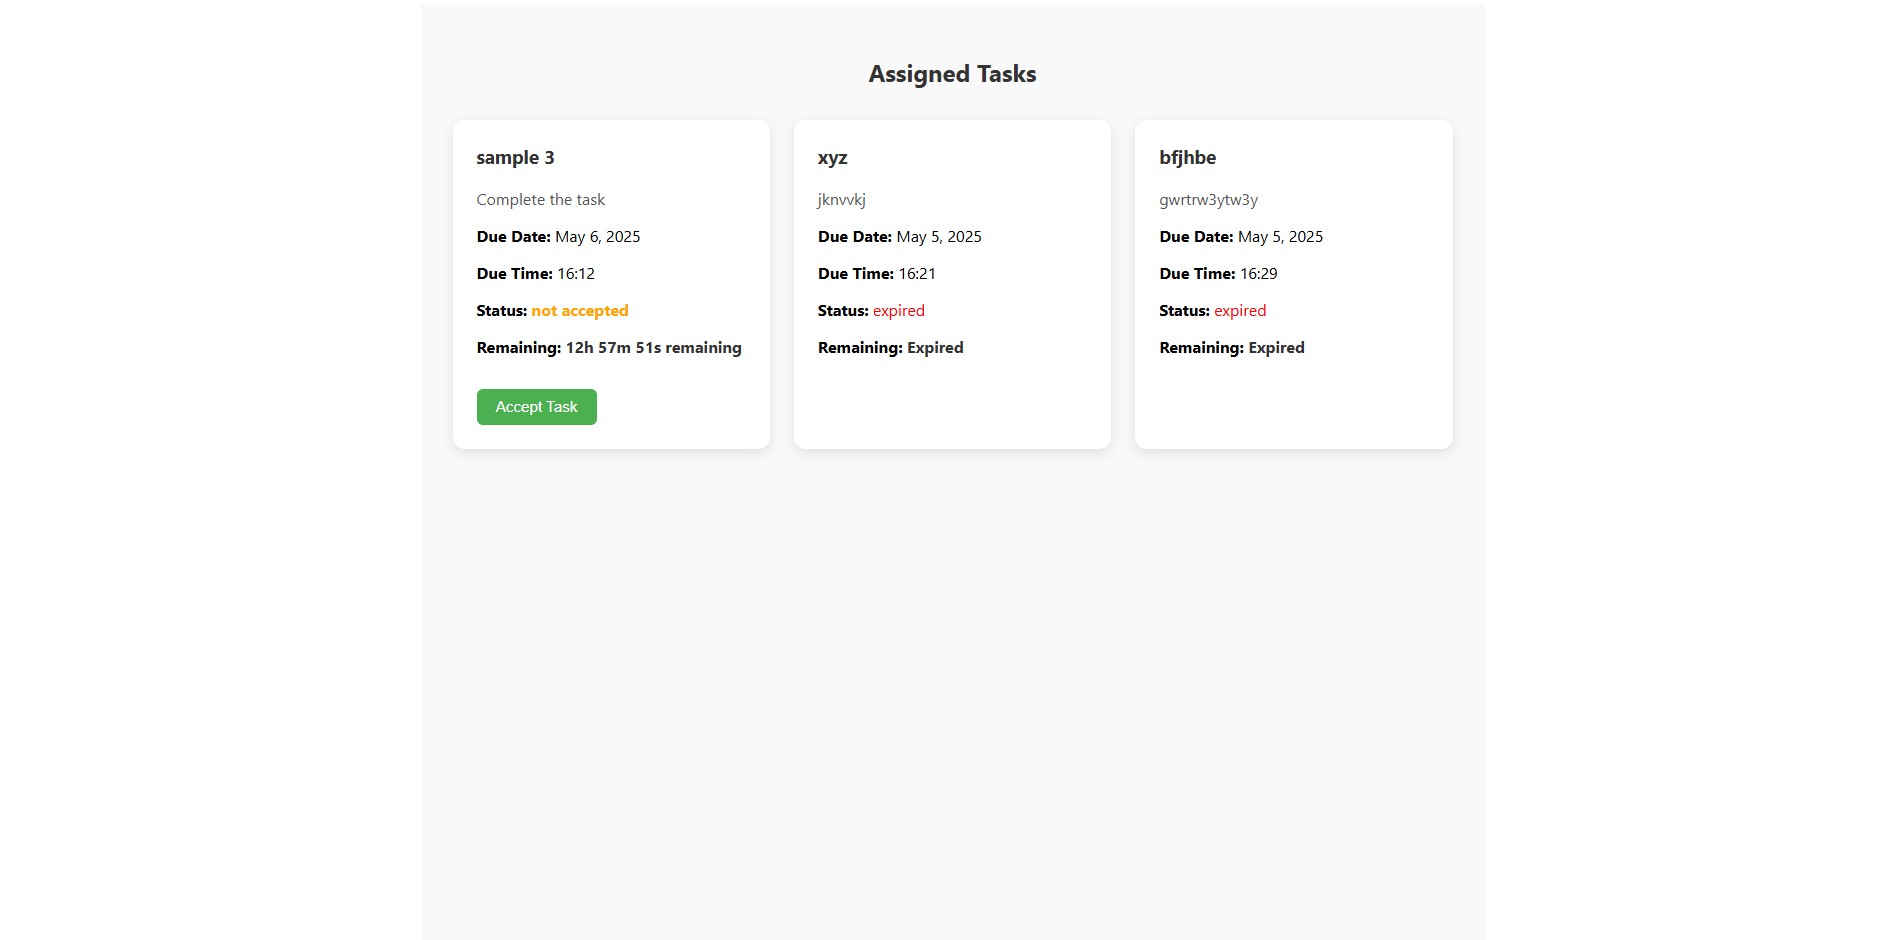 Assigned Tasks
sample 3
Complete the task
Due Date: May 6, 2025
Due Time: 16:12
Status: not accepted
Remaining: 12h 57m 51s remaining
Accept Task
xyz
jknvvkj
Due Date: May 5, 2025
Due Time: 16:21
Status: expired
Remaining: Expired
bfjhbe
gwrtrw3ytw3y
Due Date: May 5, 2025
Due Time: 16:29
Status: expired
Remaining: Expired